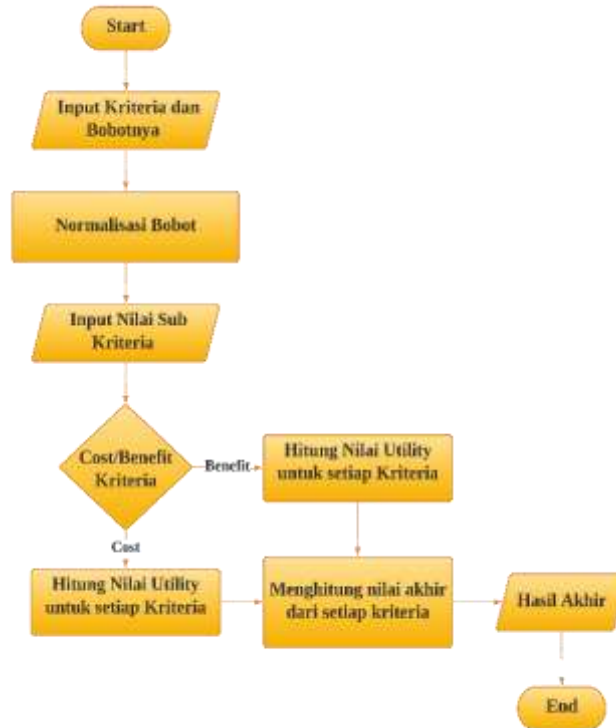 Start
Input Kriteria dan
Bobotnya
Normalisasi Bobot
Input Nilai Sub
Kriteria
Cost/Benefit
Kriteria
Benefit
Hitung Nilai Utility
untuk setiap Kriteria
Cost
Hitung Nilai Utility
untuk setiap Kriteria
Menghitung nilai akhir
dari setiap kriteria
Hasil Akhir
End